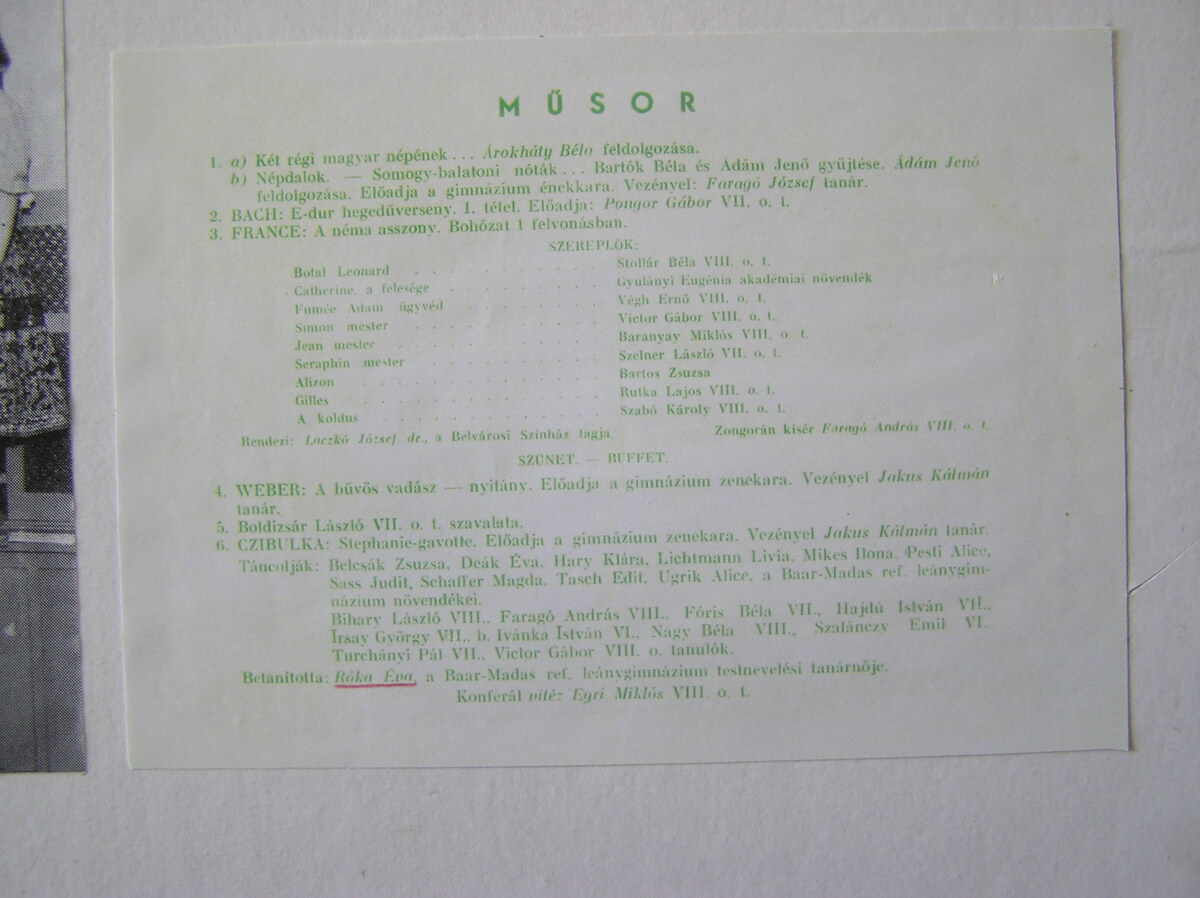 MŰSOR
1. a) Két régi magyar népének . . . Árokháty Béla feldolgozása.
b) Népdalok. — Somogy-balatoni nóták . . . Bartók Béla és Ádám Jenő gyűjtése. Ádám Jenő
feldolgozása. Előadja a gimnázium énekkara. Vezényel: Faragó József tanár.
2. BACH: E-dur hegedűverseny. I. tétel. Előadja: Pongor Gábor VII. o. t.
3. FRANCE: A néma asszony. Bohózat 1 felvonásban.
SZEREPLŐK:
Botal Leonard . . . . . . . . . . Stollár Béla VIII. o. t.
Catherine, a felesége . . . . . . . . . . Gyulányi Eugénia akadémiai növendék
Fumée Ádám ügyvéd . . . . . . . . . . Végh Ernő VIII. o. t.
Simon mester . . . . . . . . . . Victor Gábor VIII. o. t.
Jean mester . . . . . . . . . . Baranyay Miklós VIII. o. t.
Seraphin mester . . . . . . . . . . Szelner László VII. o. t.
Alizon . . . . . . . . . . Bartos Zsuzsa
Gilles . . . . . . . . . . Rutka Lajos VIII. o. t.
A koldus . . . . . . . . . . Szabó Károly VIII. o. t.
Rendezi: Laczkó József dr., a Belvárosi Színház tagja. Zongorán kísér Faragó András VIII. o. t.
SZÜNET. — BUFFET.
4. WEBER: A bűvös vadász — nyitány. Előadja a gimnázium zenekara. Vezényel Jakus Kálmán
tanár.
5. Boldizsár László VII. o. t. szavalata.
6. CZIBULKA: Stephanie-gavotte. Előadja a gimnázium zenekara. Vezényel Jakus Kálmán tanár.
Táncolják: Belcsák Zsuzsa, Deák Éva, Hary Klára, Lichtmann Livia, Mikes Ilona, Pesti Alice,
Sass Judit, Schaffer Magda, Tasch Edit, Ugrik Alice, a Baar-Madas ref. leánygim-
názium növendékei.
Bihary László VIII., Faragó András VIII., Fóris Béla VII., Hajdú István VII.,
Írsay György VII., b. Ivánka István VI., Nagy Béla VIII., Szalánczy Emil VI.
Turchányi Pál VII., Victor Gábor VIII. o. tanulók.
Betanította: Róka Éva, a Baar-Madas ref. leánygimnázium testnevelési tanárnője.
Konferál vitéz Egri Miklós VIII. o. t.